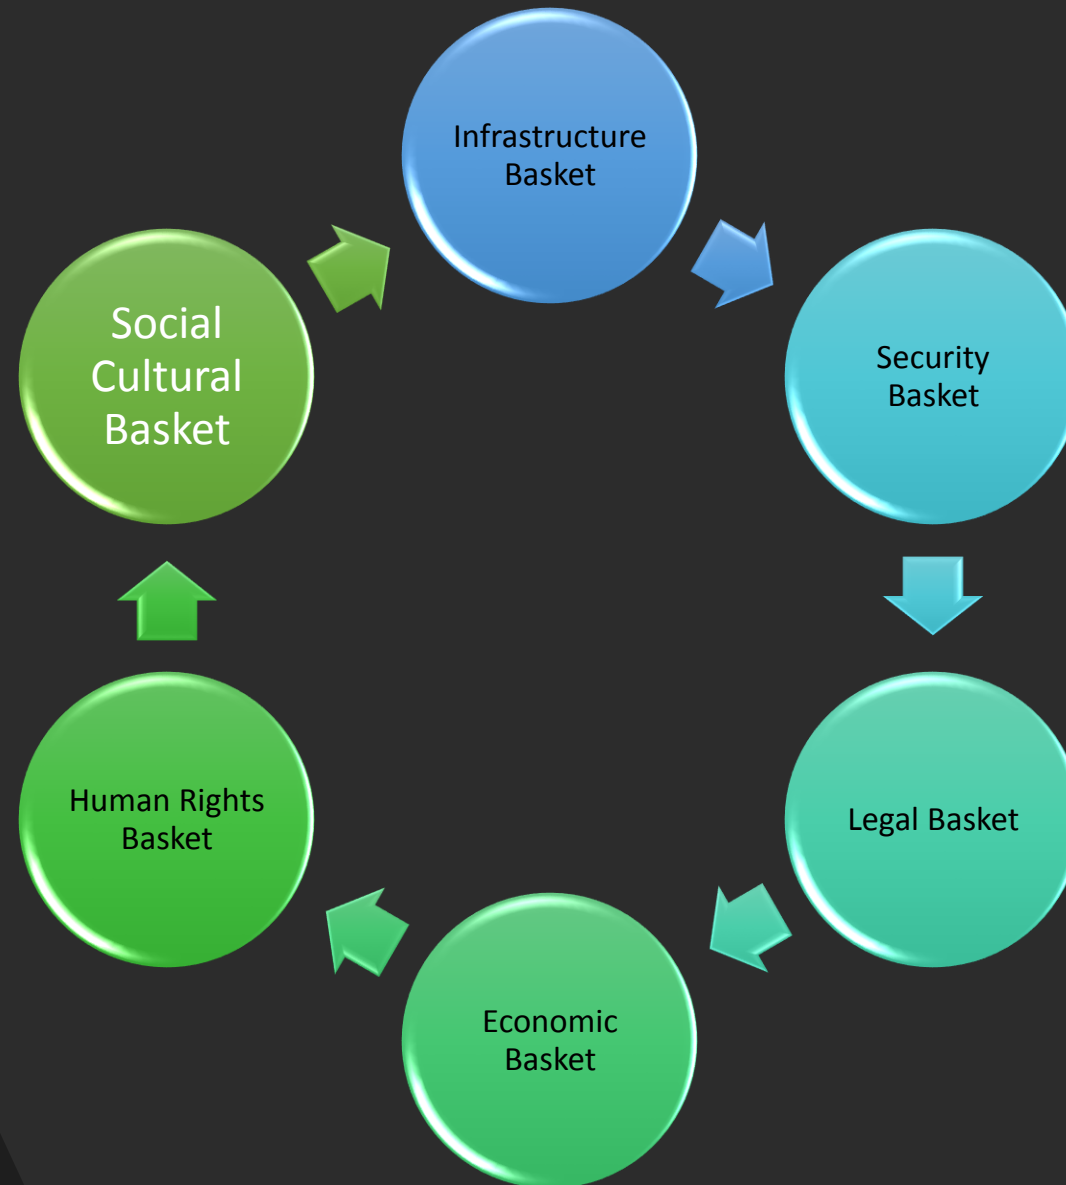 Infrastructure
Basket
Security
Basket
Legal Basket
Economic
Basket
Human Rights
Basket
Social
Cultural
Basket